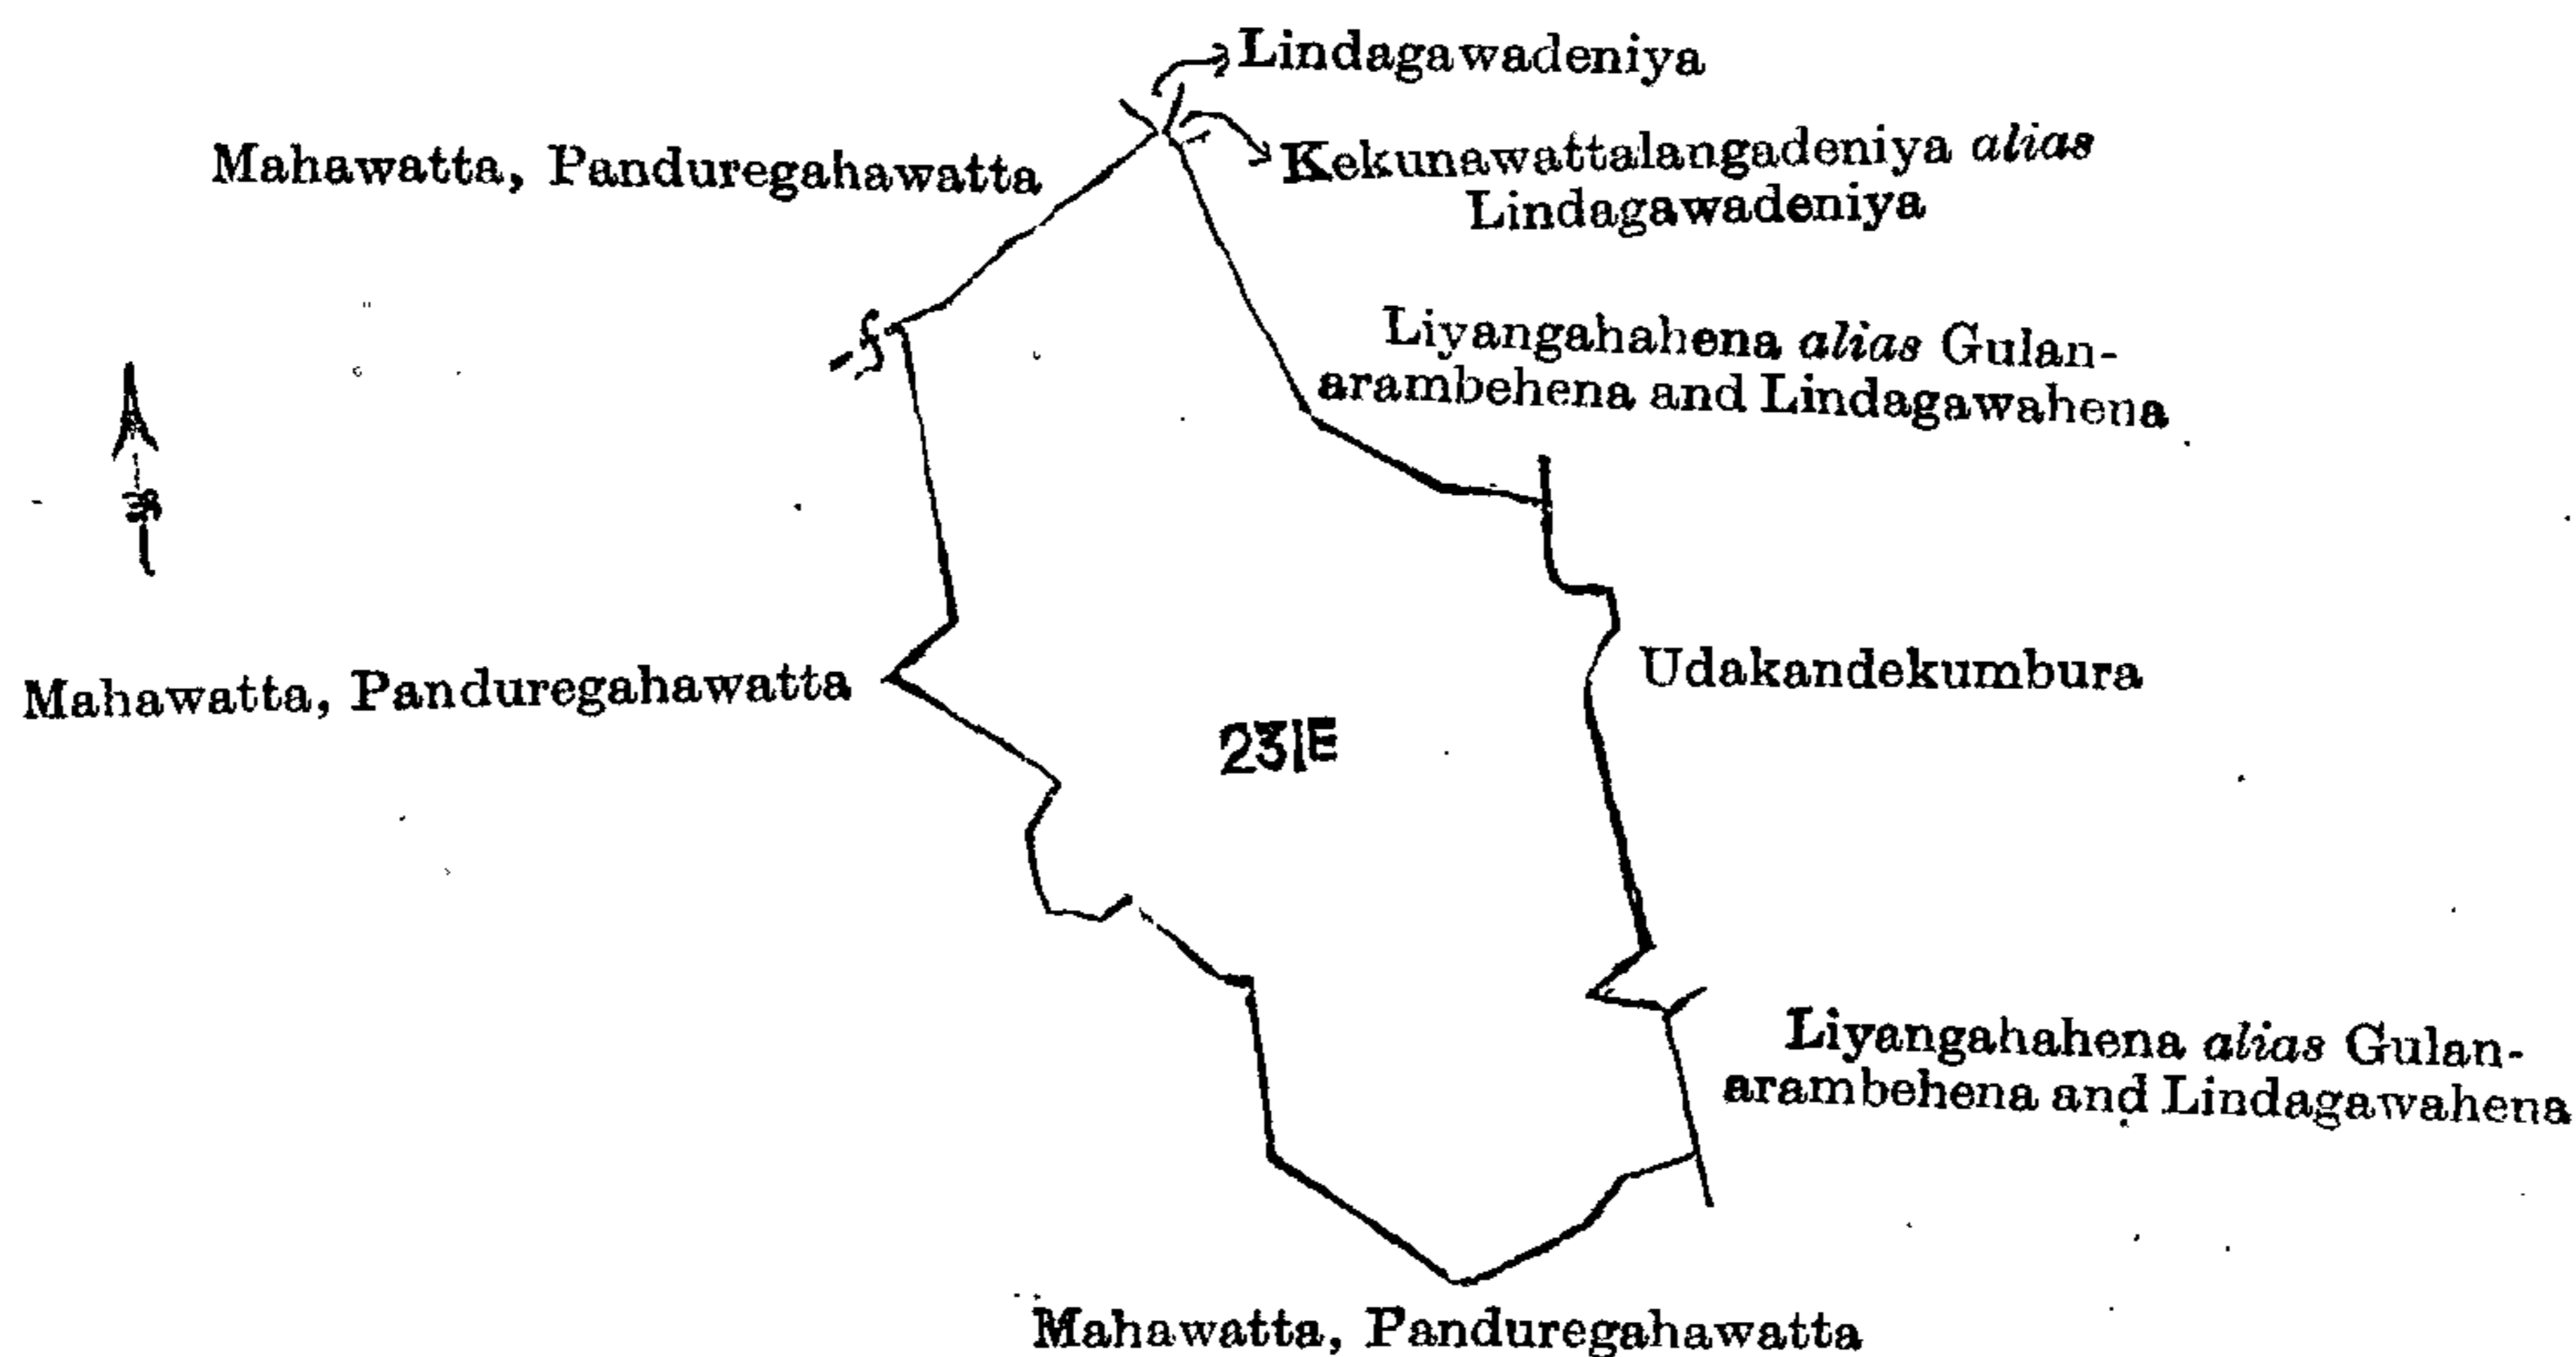 Lindagawadeniya
Mahawatta, Panduregahawatta
Kekunawattalangadeniya alias
Lindagawadeniya
Liyangahahena alias Gulan-
arambehena and Lindagawahena
Mahawatta, Panduregahawatta
Udakandekumbura
231E
Liyangahahena alias Gulan-
arambehena and Lindagawahena
Mahawatta, Panduregahawatta